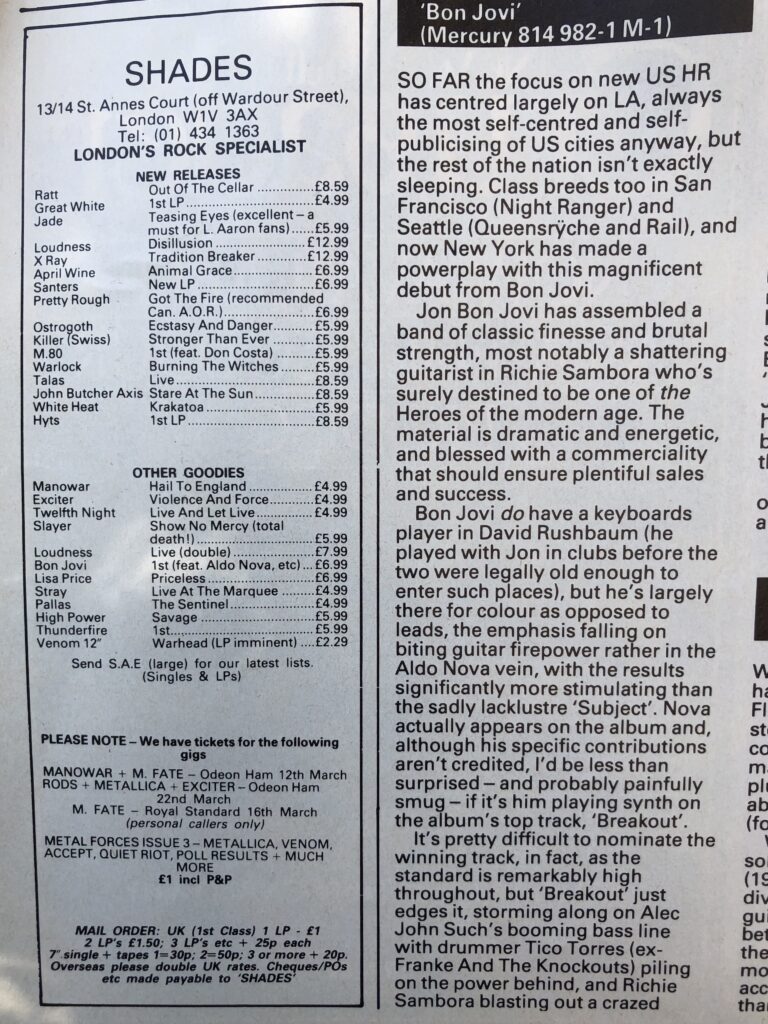 SHADES
13/14 St. Annes Court (off Wardour Street),
London W1V 3AX
Tel: (01) 434 1363
LONDON'S ROCK SPECIALIST
NEW RELEASES
Ratt Out Of The Cellar ..............£8.59
Great White 1st LP..........................£4.99
Jade Teasing Eyes (excellent – a
must for L. Aaron fans).....£5.99
Loudness Disillusion .....................£12.99
X Ray Tradition Breaker ............£12.99
April Wine Animal Grace..................£6.99
Santers New LP.........................£6.99
Pretty Rough Got The Fire (recommended
Can. A.O.R.)......................£6.99
Ostrogoth Ecstasy And Danger.........£5.99
Killer (Swiss) Stronger Than Ever .........£5.99
M.80 1st (feat. Don Costa) .......£5.99
Warlock Burning The Witches .......£5.99
Talas Live..............................£8.59
John Butcher Axis Stare At The Sun..............£8.59
White Heat Krakatoa........................£5.99
Hyts 1st LP..........................£8.59
OTHER GOODIES
Manowar Hail To England ................£4.99
Exciter Violence And Force...........£4.99
Twelfth Night Live And Let Live..............£4.99
Slayer Show No Mercy (total
death!)...........................£5.99
Loudness Live (double)....................£7.99
Bon Jovi 1st (feat. Aldo Nova, etc)...£6.99
Lisa Price Priceless.......................£6.99
Stray Live At The Marquee ........£4.99
Pallas The Sentinel....................£4.99
High Power Savage ..........................£5.99
Thunderfire 1st................................£5.99
Venom 12" Warhead (LP imminent) ....£2.29
Send S.A.E (large) for our latest lists.
(Singles & LPs)
PLEASE NOTE – We have tickets for the following
gigs
MANOWAR + M. FATE – Odeon Ham 12th March
RODS + METALLICA + EXCITER – Odeon Ham
22nd March
M. FATE – Royal Standard 16th March
(personal callers only)
METAL FORCES ISSUE 3 – METALLICA, VENOM,
ACCEPT, QUIET RIOT, POLL RESULTS + MUCH
MORE
£1 incl P&P
MAIL ORDER: UK (1st Class) 1 LP - £1
2 LP's £1.50; 3 LP's etc + 25p each
7" single + tapes 1=30p; 2=50p; 3 or more + 20p.
Overseas please double UK rates. Cheques/POs
etc made payable to 'SHADES'
'Bon Jovi'
(Mercury 814 982-1 M-1)
SO FAR the focus on new US HR
has centred largely on LA, always
the most self-centred and self-
publicising of US cities anyway, but
the rest of the nation isn't exactly
sleeping. Class breeds too in San
Francisco (Night Ranger) and
Seattle (Queensrÿche and Rail), and
now New York has made a
powerplay with this magnificent
debut from Bon Jovi.
Jon Bon Jovi has assembled a
band of classic finesse and brutal
strength, most notably a shattering
guitarist in Richie Sambora who's
surely destined to be one of the
Heroes of the modern age. The
material is dramatic and energetic,
and blessed with a commerciality
that should ensure plentiful sales
and success.
Bon Jovi do have a keyboards
player in David Rushbaum (he
played with Jon in clubs before the
two were legally old enough to
enter such places), but he's largely
there for colour as opposed to
leads, the emphasis falling on
biting guitar firepower rather in the
Aldo Nova vein, with the results
significantly more stimulating than
the sadly lacklustre 'Subject'. Nova
actually appears on the album and,
although his specific contributions
aren't credited, I'd be less than
surprised – and probably painfully
smug – if it's him playing synth on
the album's top track, 'Breakout'.
It's pretty difficult to nominate the
winning track, in fact, as the
standard is remarkably high
throughout, but 'Breakout' just
edges it, storming along on Alec
John Such's booming bass line
with drummer Tico Torres (ex-
Franke And The Knockouts) piling
on the power behind, and Richie
Sambora blasting out a crazed